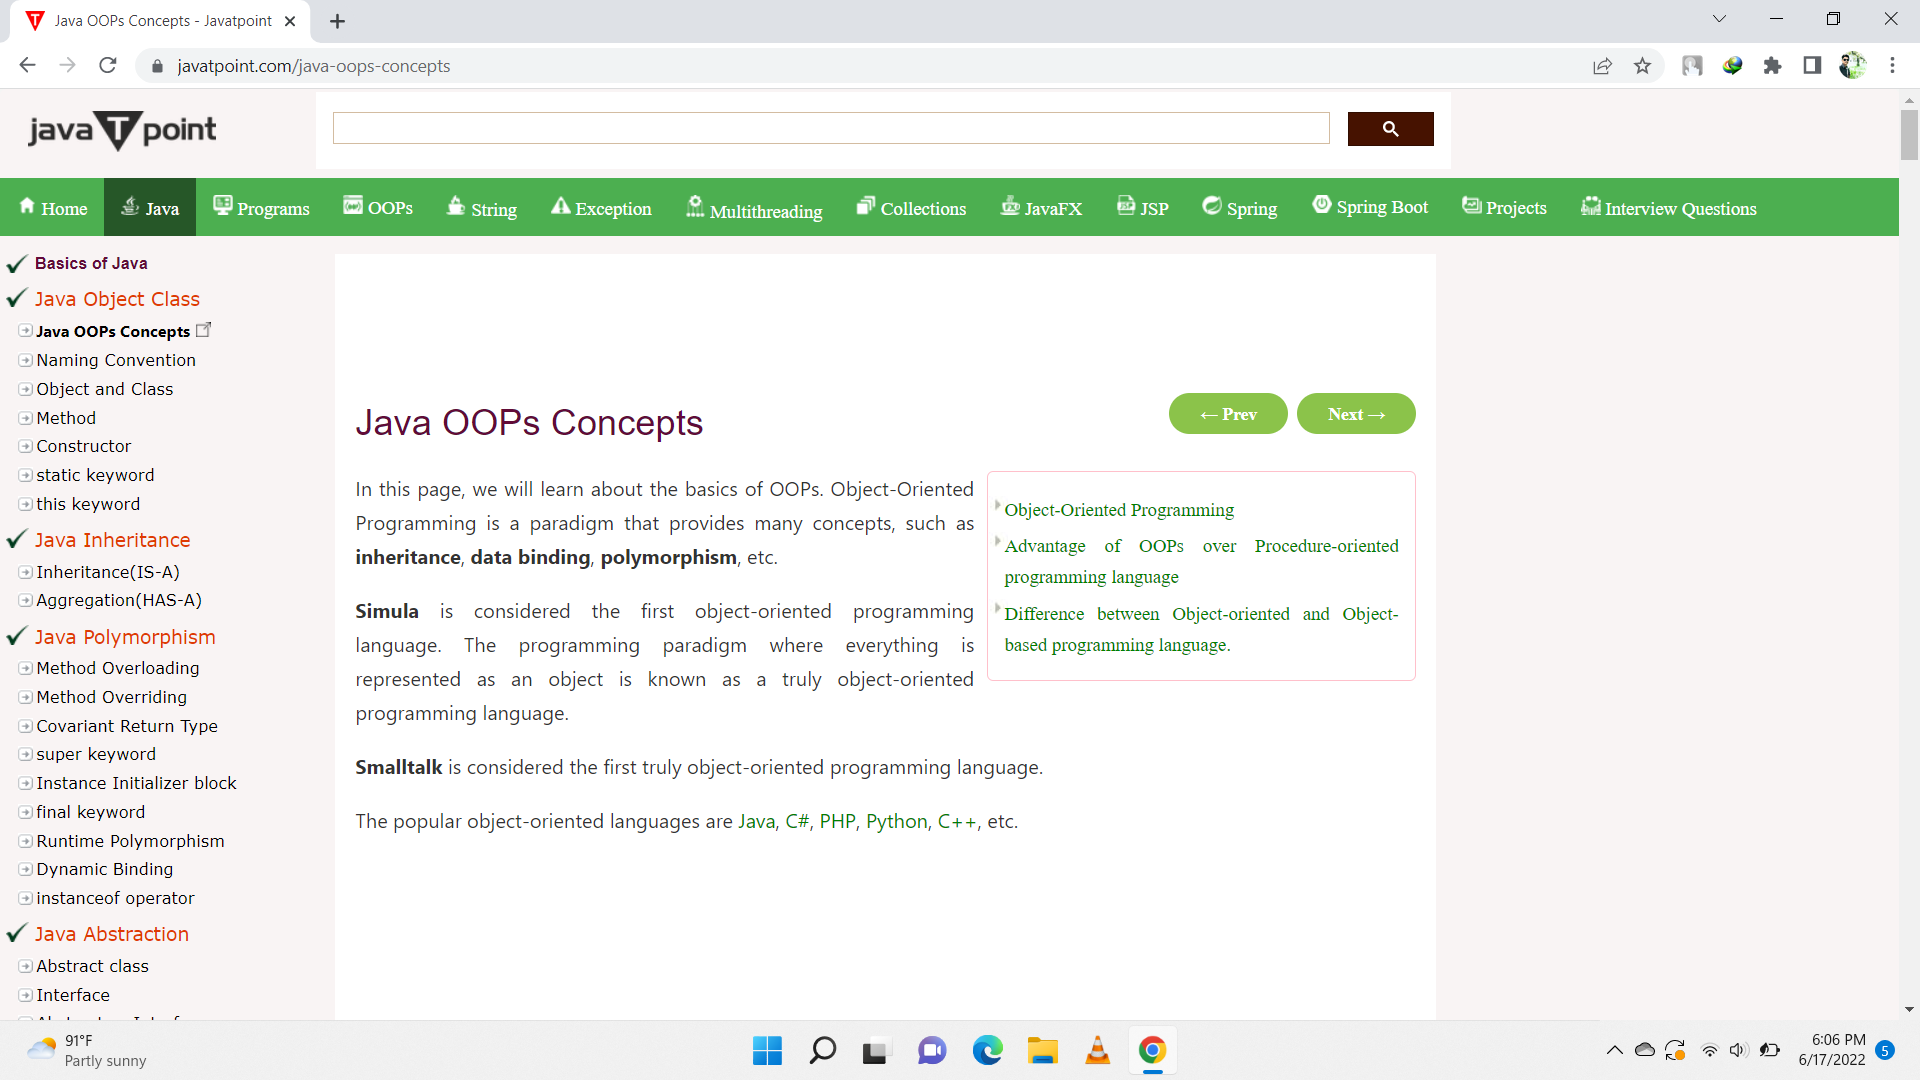 Java OOPs Concepts - Javatpoint
javatpoint.com/java-oops-concepts
java T point
Home Java Programs OOPs String Exception Multithreading Collections JavaFX JSP Spring Spring Boot Projects Interview Questions
Basics of Java
Java Object Class
Java OOPs Concepts
Naming Convention
Object and Class
Method
Constructor
static keyword
this keyword
Java Inheritance
Inheritance(IS-A)
Aggregation(HAS-A)
Java Polymorphism
Method Overloading
Method Overriding
Covariant Return Type
super keyword
Instance Initializer block
final keyword
Runtime Polymorphism
Dynamic Binding
instanceof operator
Java Abstraction
Abstract class
Interface
Java OOPs Concepts
← Prev Next →
In this page, we will learn about the basics of OOPs. Object-Oriented
Programming is a paradigm that provides many concepts, such as
inheritance, data binding, polymorphism, etc.
Simula is considered the first object-oriented programming
language. The programming paradigm where everything is
represented as an object is known as a truly object-oriented
programming language.
Smalltalk is considered the first truly object-oriented programming language.
The popular object-oriented languages are Java, C#, PHP, Python, C++, etc.
Object-Oriented Programming
Advantage of OOPs over Procedure-oriented
programming language
Difference between Object-oriented and Object-
based programming language.
91°F
Partly sunny
6:06 PM
6/17/2022
5